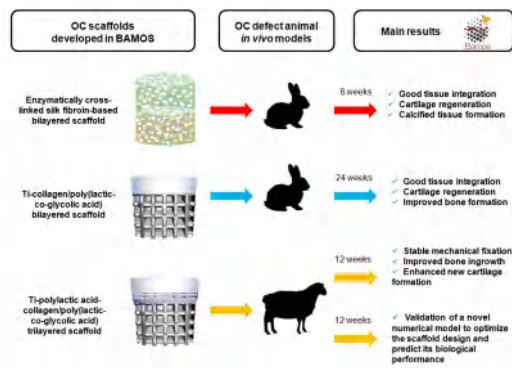 OC scaffolds
developed in BAMOS
OC defect animal
in vivo models
Main results
Bamos
Enzymatically cross-
linked silk fibroin-based
bilayered scaffold
8 weeks
✓ Good tissue integration
✓ Cartilage regeneration
✓ Calcified tissue formation
Ti-collagen/poly(lactic-
co-glycolic acid)
bilayered scaffold
24 weeks
✓ Good tissue integration
✓ Cartilage regeneration
✓ Improved bone formation
Ti-polylactic acid-
collagen/poly(lactic-
co-glycolic acid)
trilayered scaffold
12 weeks
✓ Stable mechanical fixation
✓ Improved bone ingrowth
✓ Enhanced new cartilage
formation
12 weeks
✓ Validation of a novel
numerical model to optimize
the scaffold design and
predict its biological
performance